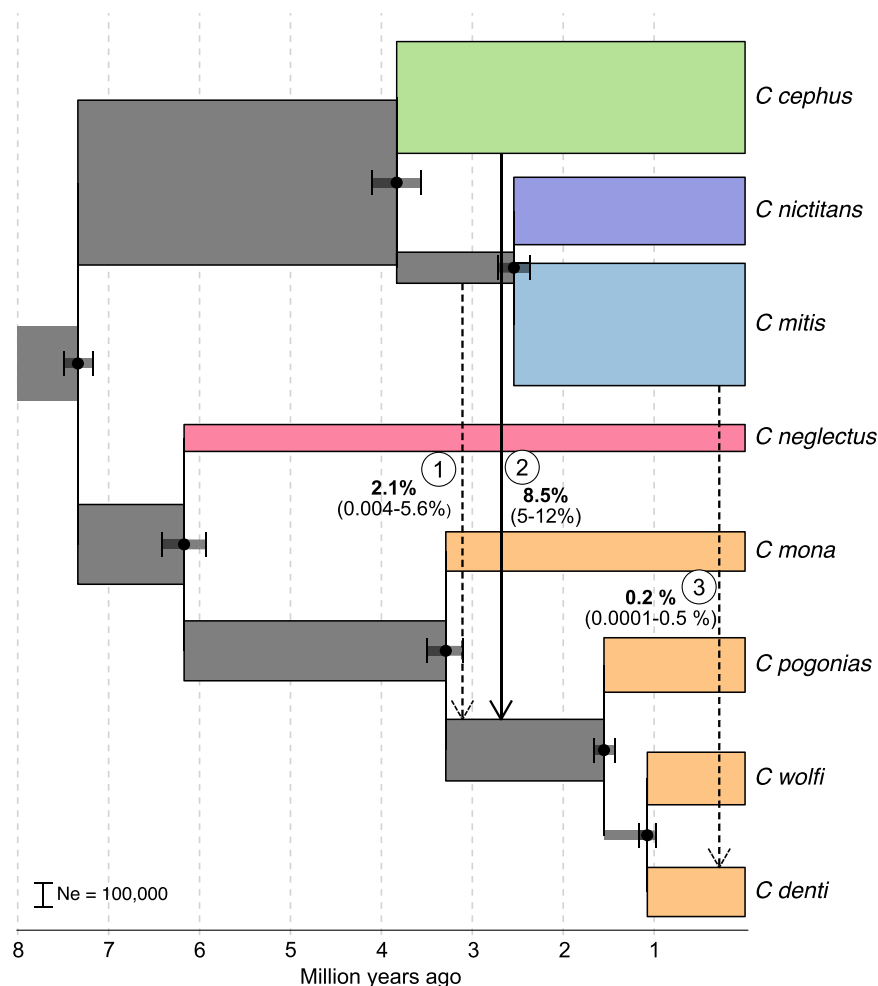 C cephus
C nictitans
C mitis
C neglectus
1
2
2.1%
(0.004-5.6%)
8.5%
(5-12%)
C mona
3
0.2 %
(0.0001-0.5 %)
C pogonias
C wolfi
C denti
Ne = 100,000
8 7 6 5 4 3 2 1
Million years ago